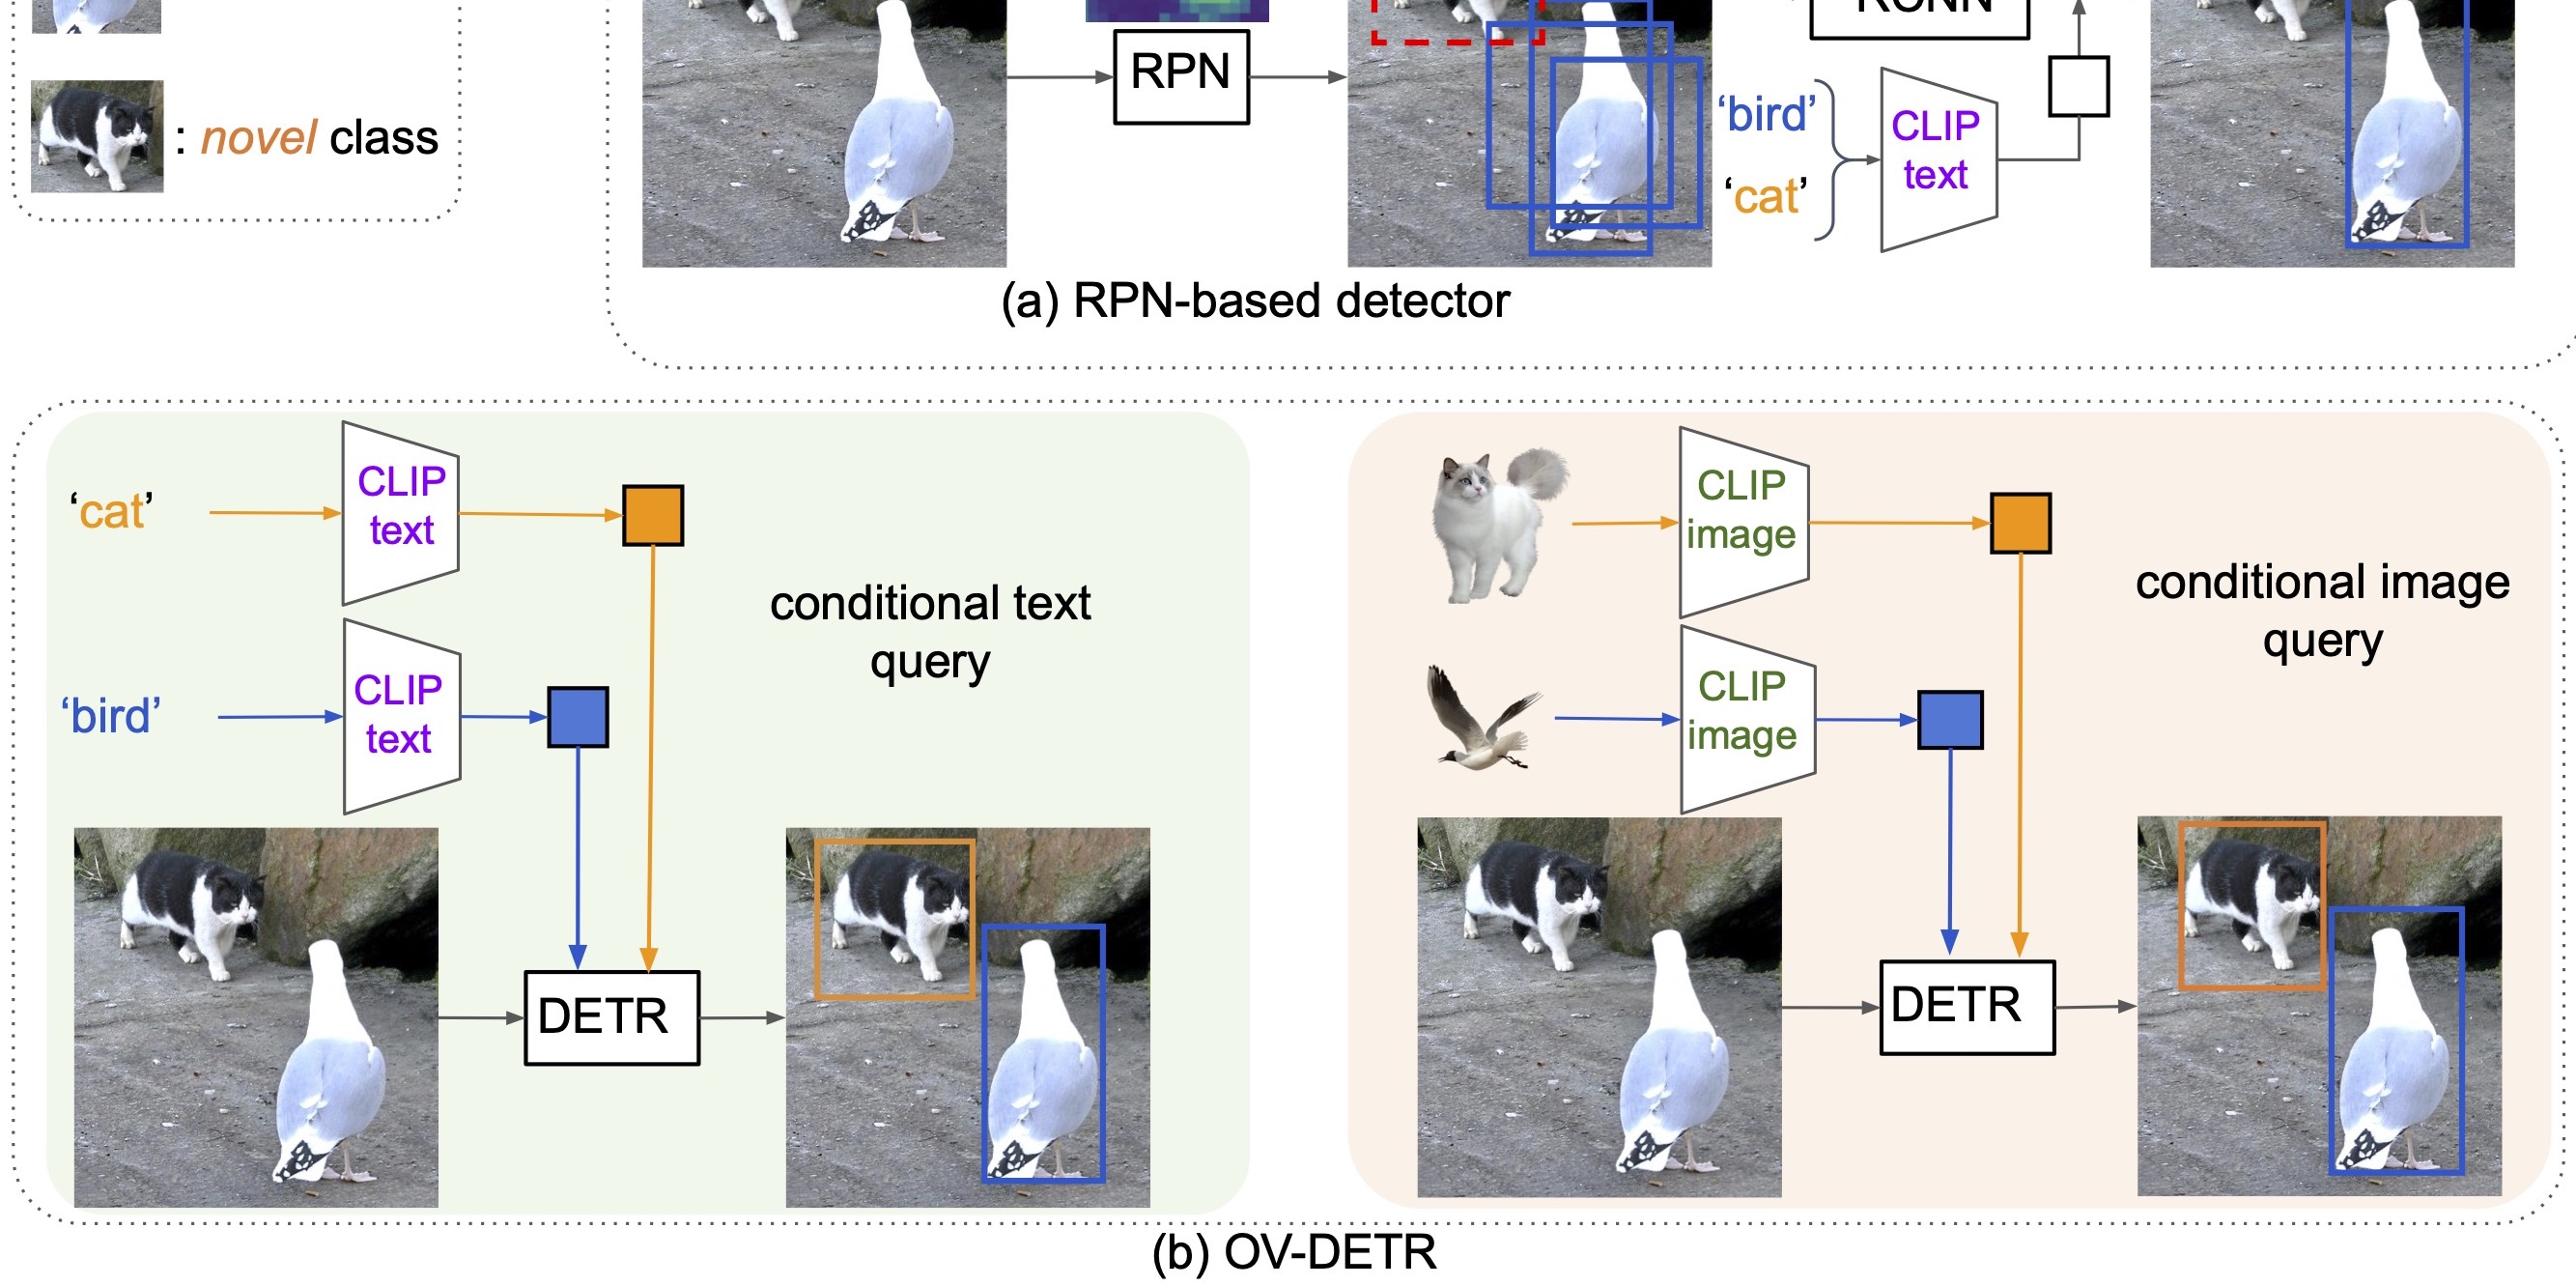 : novel class
RPN
RCNN
‘bird’
‘cat’
CLIP
text
(a) RPN-based detector
‘cat’
CLIP
text
conditional text
query
‘bird’
CLIP
text
DETR
CLIP
image
conditional image
query
CLIP
image
DETR
(b) OV-DETR